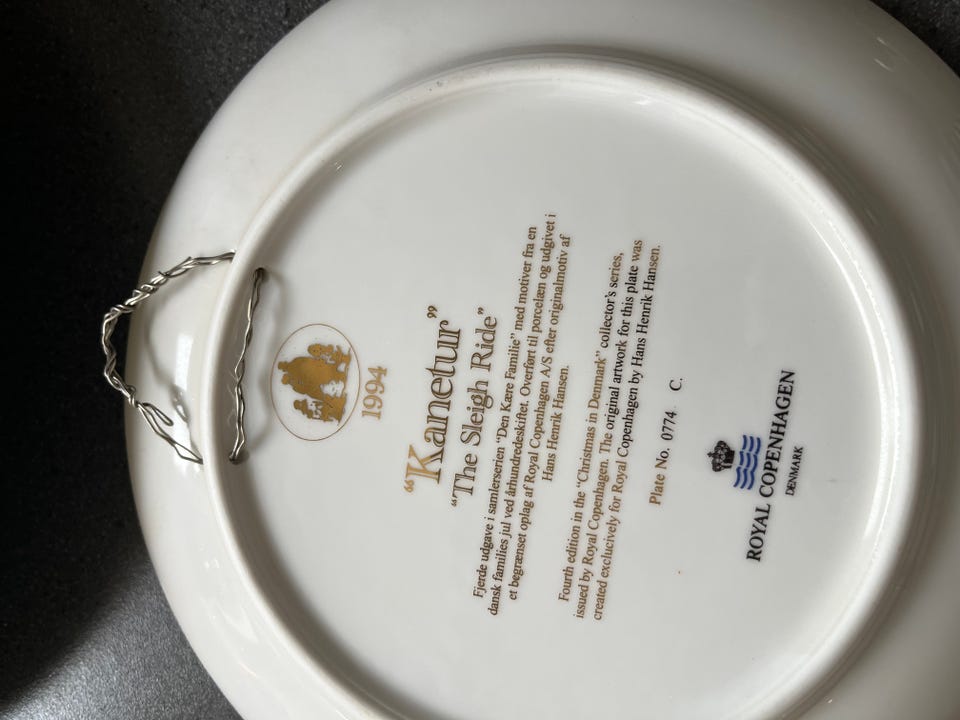 1994
“Kanetur”
“The Sleigh Ride”
Fjerde udgave i samlerserien “Den Kære Familie” med motiver fra en
dansk families jul ved århundredeskiftet. Overført til porcelæn og udgivet i
et begrænset oplag af Royal Copenhagen A/S efter originalmotiv af
Hans Henrik Hansen.
Fourth edition in the “Christmas in Denmark” collector’s series,
issued by Royal Copenhagen. The original artwork for this plate was
created exclucively for Royal Copenhagen by Hans Henrik Hansen.
Plate No. 0774. C.
ROYAL COPENHAGEN
DENMARK